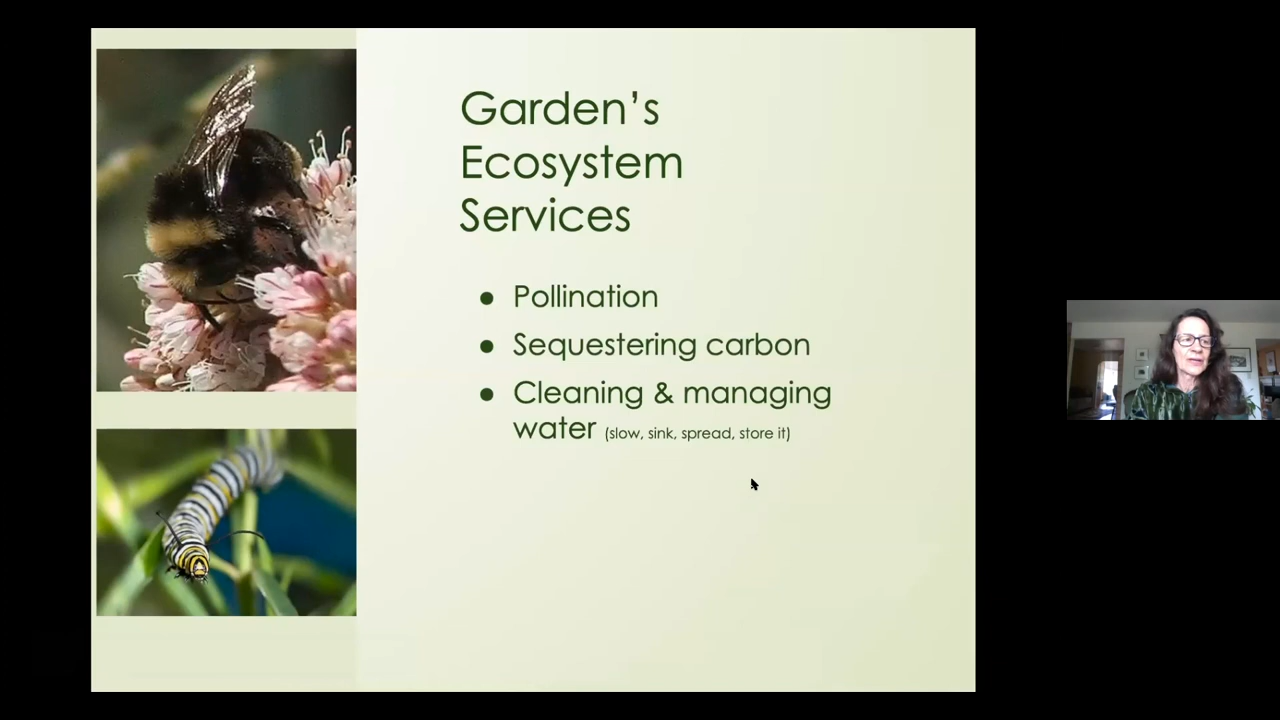 Garden’s
Ecosystem
Services
● Pollination
● Sequestering carbon
● Cleaning & managing
water (slow, sink, spread, store it)